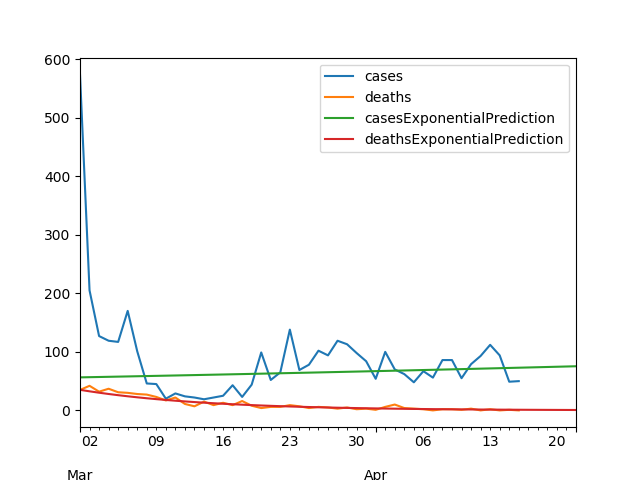 600
500
400
300
200
100
0
cases
deaths
casesExponentialPrediction
deathsExponentialPrediction
02 09 16 23 30 06 13 20
Mar Apr